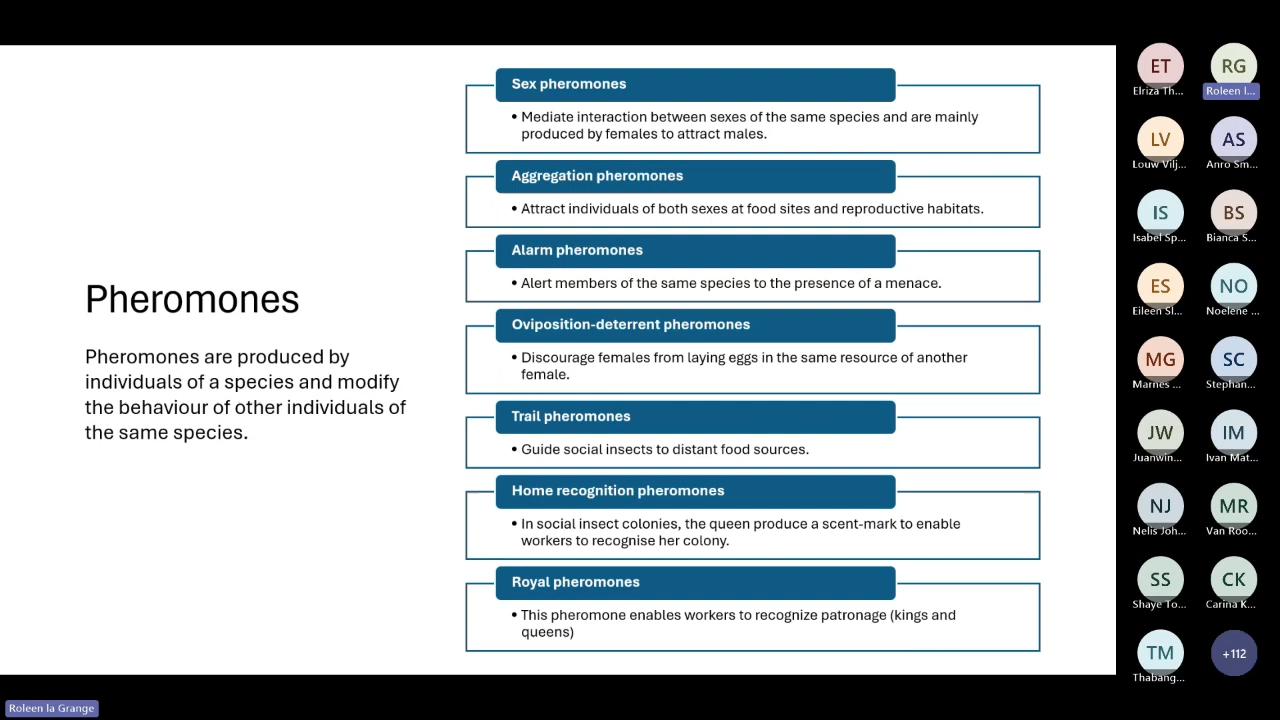 Pheromones
Pheromones are produced by
individuals of a species and modify
the behaviour of other individuals of
the same species.
Sex pheromones
• Mediate interaction between sexes of the same species and are mainly
produced by females to attract males.
Aggregation pheromones
• Attract individuals of both sexes at food sites and reproductive habitats.
Alarm pheromones
• Alert members of the same species to the presence of a menace.
Oviposition-deterrent pheromones
• Discourage females from laying eggs in the same resource of another
female.
Trail pheromones
• Guide social insects to distant food sources.
Home recognition pheromones
• In social insect colonies, the queen produce a scent-mark to enable
workers to recognise her colony.
Royal pheromones
• This pheromone enables workers to recognize patronage (kings and
queens)
ET
Elriza Th...
RG
Roleen l...
LV
Louw Vilj...
AS
Anro Sm...
IS
Isabel Sp...
BS
Bianca S...
ES
Eileen Sl...
NO
Noelene ...
MG
Marnes ...
SC
Stephan...
JW
Juanwin...
IM
Ivan Mat...
NJ
Nelis Joh...
MR
Van Roo...
SS
Shaye To...
CK
Carina K...
TM
Thabang...
+112
Roleen la Grange